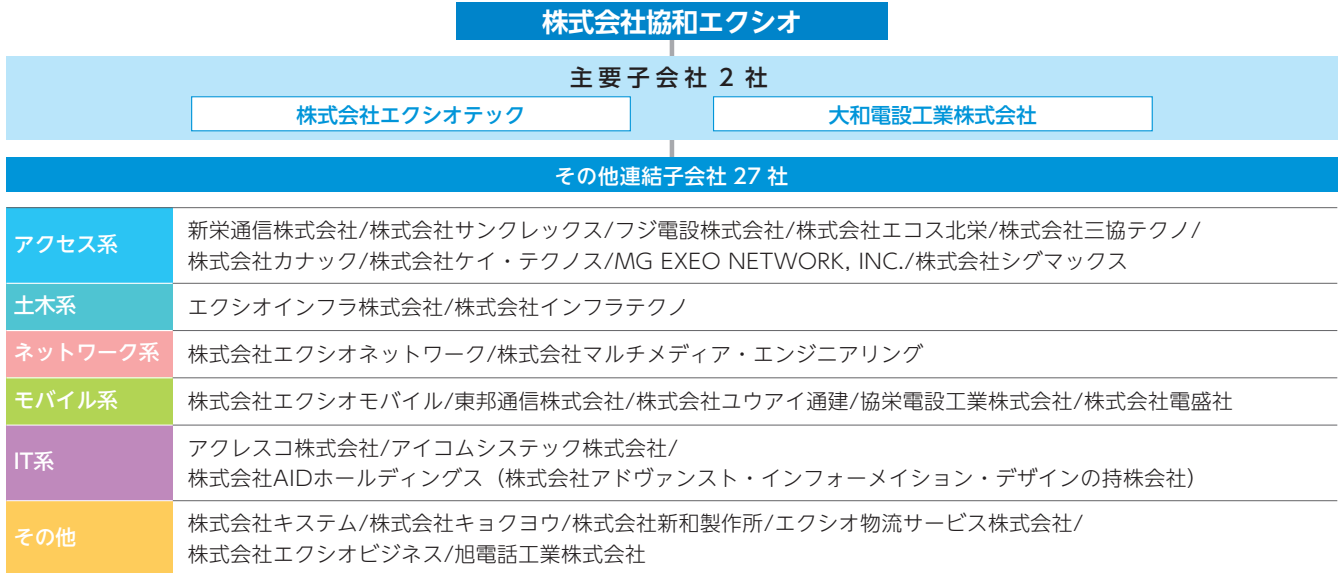 株式会社協和エクシオ
主要子会社 2 社
株式会社エクシオテック
大和電設工業株式会社
その他連結子会社 27 社
アクセス系
新栄通信株式会社/株式会社サンクレックス/フジ電設株式会社/株式会社エコス北栄/株式会社三協テクノ/
株式会社カナック/株式会社ケイ・テクノス/MG EXEO NETWORK, INC./株式会社シグマックス
土木系
エクシオインフラ株式会社/株式会社インフラテクノ
ネットワーク系
株式会社エクシオネットワーク/株式会社マルチメディア・エンジニアリング
モバイル系
株式会社エクシオモバイル/東邦通信株式会社/株式会社ユウアイ通建/協栄電設工業株式会社/株式会社電盛社
IT系
アクレスコ株式会社/アイコムシステック株式会社/
株式会社AIDホールディングス（株式会社アドヴァンスト・インフォーメイション・デザインの持株会社）
その他
株式会社キステム/株式会社キョクヨウ/株式会社新和製作所/エクシオ物流サービス株式会社/
株式会社エクシオビジネス/旭電話工業株式会社